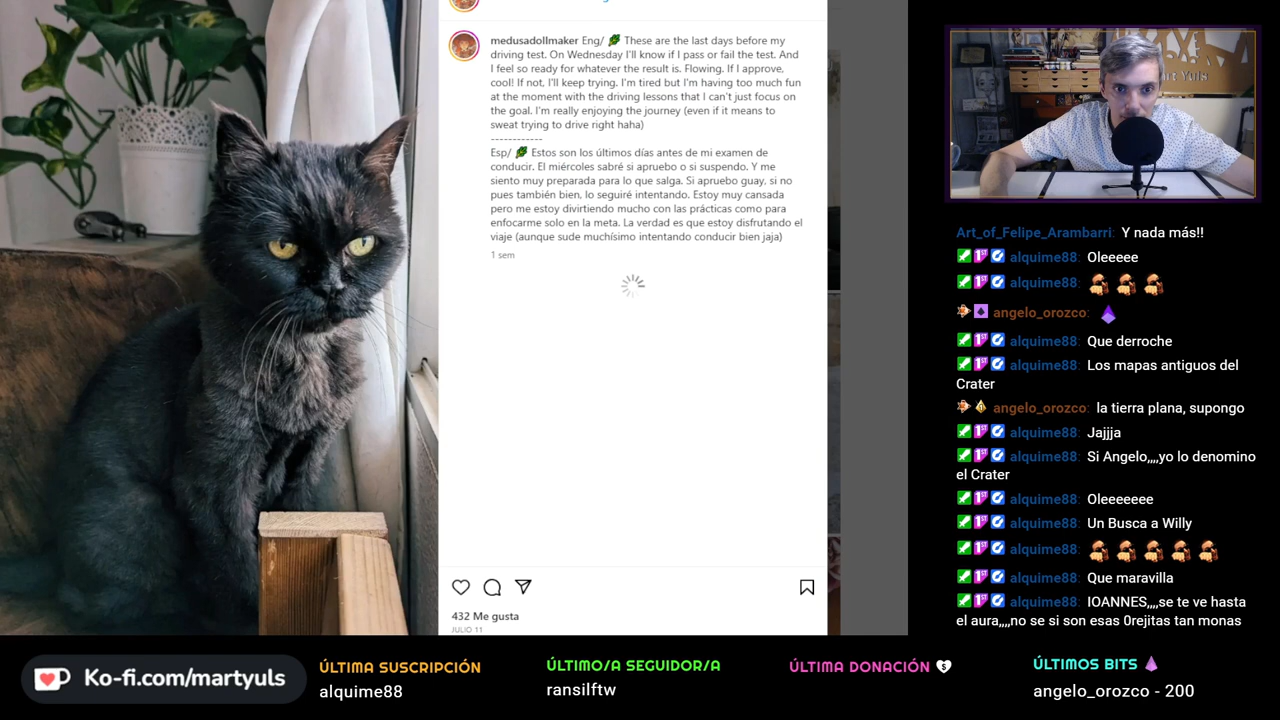 medusadollmaker Eng/ These are the last days before my
driving test. On Wednesday I'll know if I pass or fail the test. And
I feel so ready for whatever the result is. Flowing. If I approve,
cool! If not, I'll keep trying. I'm tired but I'm having too much fun
at the moment with the driving lessons that I can't just focus on
the goal. I'm really enjoying the journey (even if it means to
sweat trying to drive right haha)
------------
Esp/ Estos son los últimos días antes de mi examen de
conducir. El miércoles sabré si apruebo o si suspendo. Y me
siento muy preparada para lo que salga. Si apruebo guay, si no
pues también bien, lo seguiré intentando. Estoy muy cansada
pero me estoy divirtiendo mucho con las prácticas como para
enfocarme solo en la meta. La verdad es que estoy disfrutando el
viaje (aunque sude muchísimo intentando conducir bien jaja)
1 sem
432 Me gusta
JULIO 11
Art_of_Felipe_Arambarri: Y nada más!!
alquime88: Oleeeee
alquime88:
angelo_orozco:
alquime88: Que derroche
alquime88: Los mapas antiguos del
Crater
angelo_orozco: la tierra plana, supongo
alquime88: Jajjja
alquime88: Si Angelo,,,,yo lo denomino
el Crater
alquime88: Oleeeeeee
alquime88: Un Busca a Willy
alquime88:
alquime88: Que maravilla
alquime88: IOANNES,,,,se te ve hasta
el aura,,,,no se si son esas 0rejitas tan monas
Ko-fi.com/martyuls
ÚLTIMA SUSCRIPCIÓN
alquime88
ÚLTIMO/A SEGUIDOR/A
ransilftw
ÚLTIMA DONACIÓN
ÚLTIMOS BITS
angelo_orozco - 200